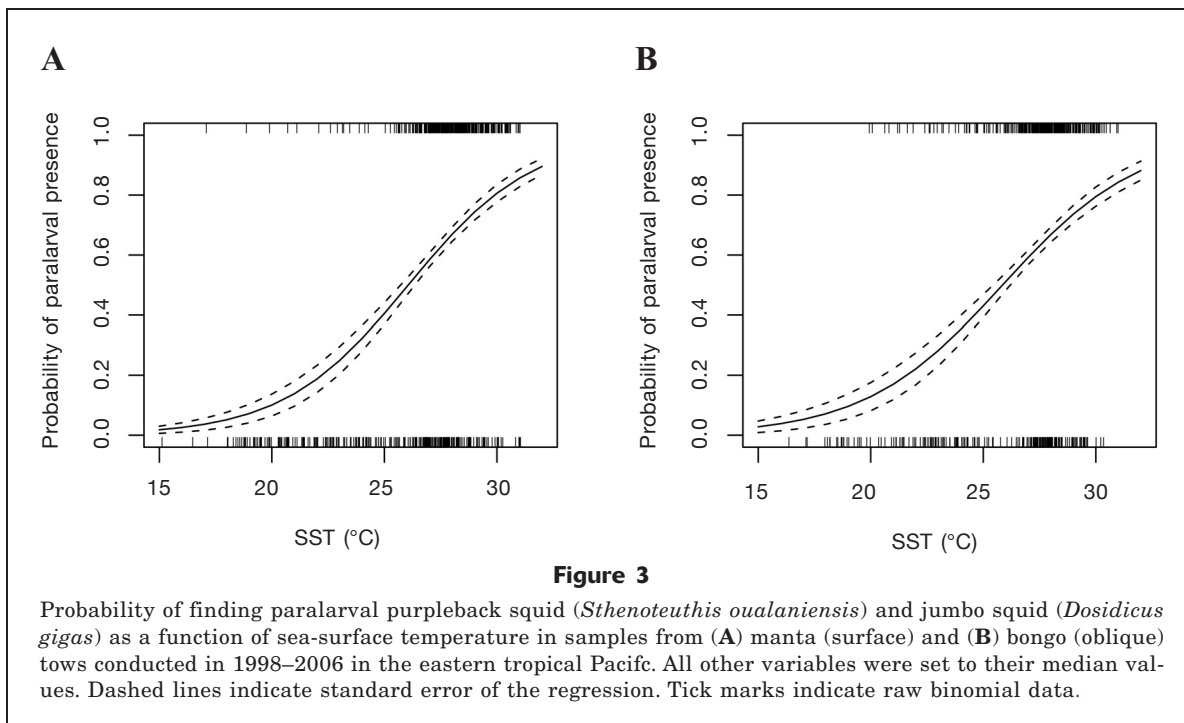 A
B
Probability of paralarval presence
0.0 0.2 0.4 0.6 0.8 1.0
15 20 25 30
SST (°C)
Probability of paralarval presence
0.0 0.2 0.4 0.6 0.8 1.0
15 20 25 30
SST (°C)
Figure 3
Probability of finding paralarval purpleback squid (Sthenoteuthis oualaniensis) and jumbo squid (Dosidicus
gigas) as a function of sea-surface temperature in samples from (A) manta (surface) and (B) bongo (oblique)
tows conducted in 1998–2006 in the eastern tropical Pacifc. All other variables were set to their median val-
ues. Dashed lines indicate standard error of the regression. Tick marks indicate raw binomial data.